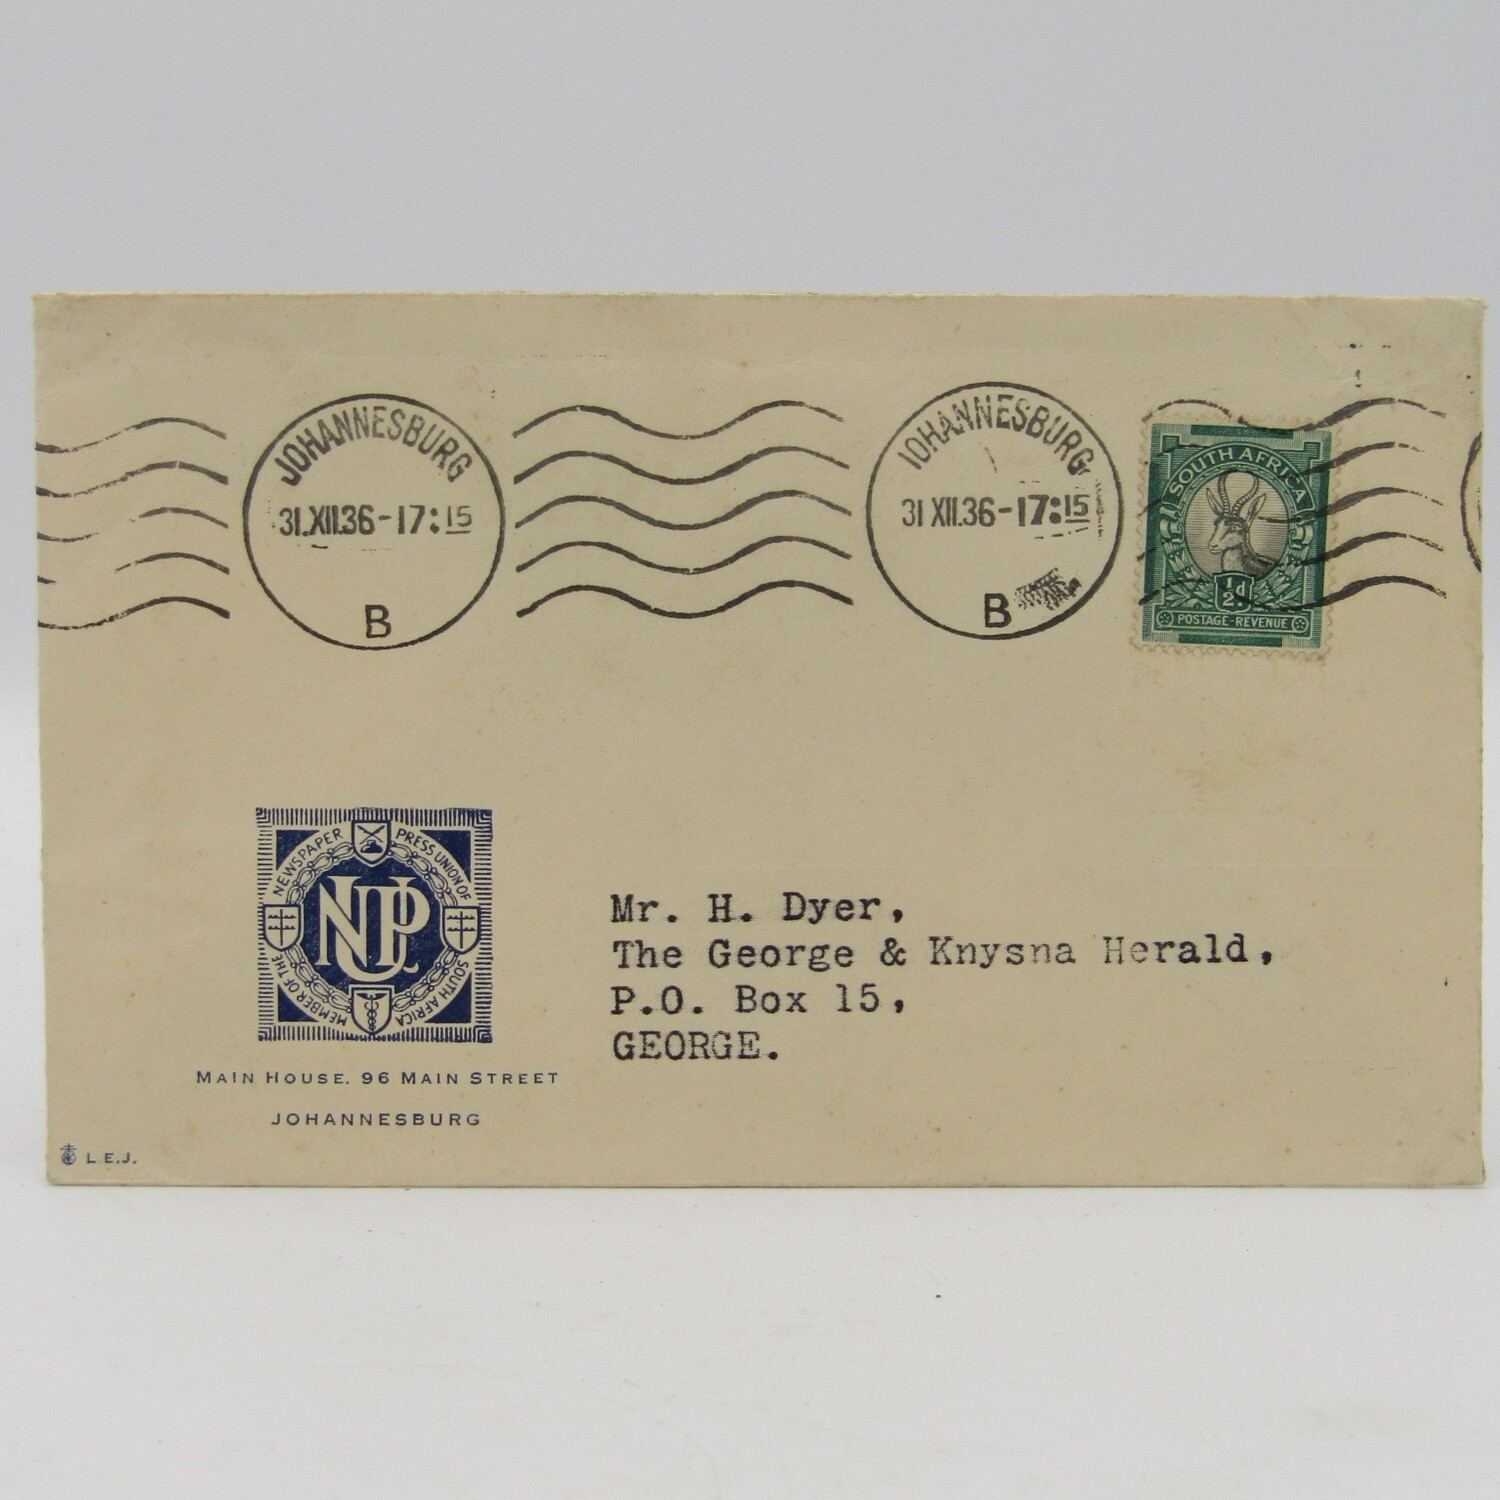 JOHANNESBURG
31.XII.36-17:15
B
JOHANNESBURG
31 XII.36-17:15
B
SOUTH AFRICA
½d
POSTAGE-REVENUE
MEMBER OF THE NEWSPAPER PRESS UNION OF SOUTH AFRICA
NPU
MAIN HOUSE. 96 MAIN STREET
JOHANNESBURG
L.E.J.
Mr. H. Dyer,
The George & Knysna Herald,
P.O. Box 15,
GEORGE.